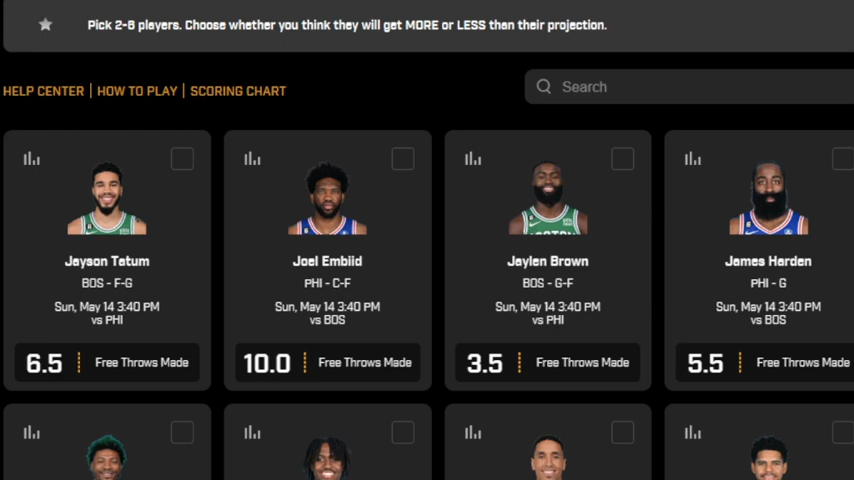 Pick 2-6 players. Choose whether you think they will get MORE or LESS than their projection.
HELP CENTER | HOW TO PLAY | SCORING CHART
Search
Jayson Tatum
BOS - F-G
Sun, May 14 3:40 PM
vs PHI
6.5 Free Throws Made
Joel Embiid
PHI - C-F
Sun, May 14 3:40 PM
vs BOS
10.0 Free Throws Made
Jaylen Brown
BOS - G-F
Sun, May 14 3:40 PM
vs PHI
3.5 Free Throws Made
James Harden
PHI - G
Sun, May 14 3:40 PM
vs BOS
5.5 Free Throws Made